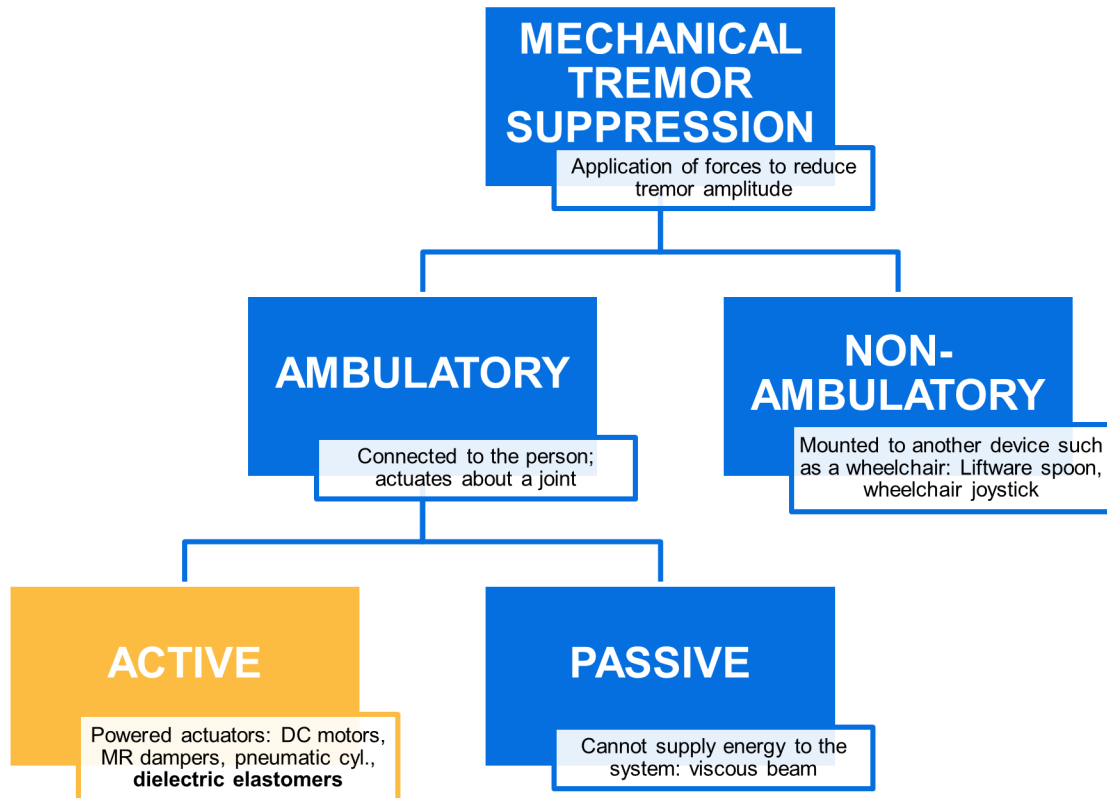 MECHANICAL
TREMOR
SUPPRESSION
Application of forces to reduce
tremor amplitude
AMBULATORY
Connected to the person;
actuates about a joint
NON-
AMBULATORY
Mounted to another device such
as a wheelchair: Liftware spoon,
wheelchair joystick
ACTIVE
Powered actuators: DC motors,
MR dampers, pneumatic cyl.,
dielectric elastomers
PASSIVE
Cannot supply energy to the
system: viscous beam